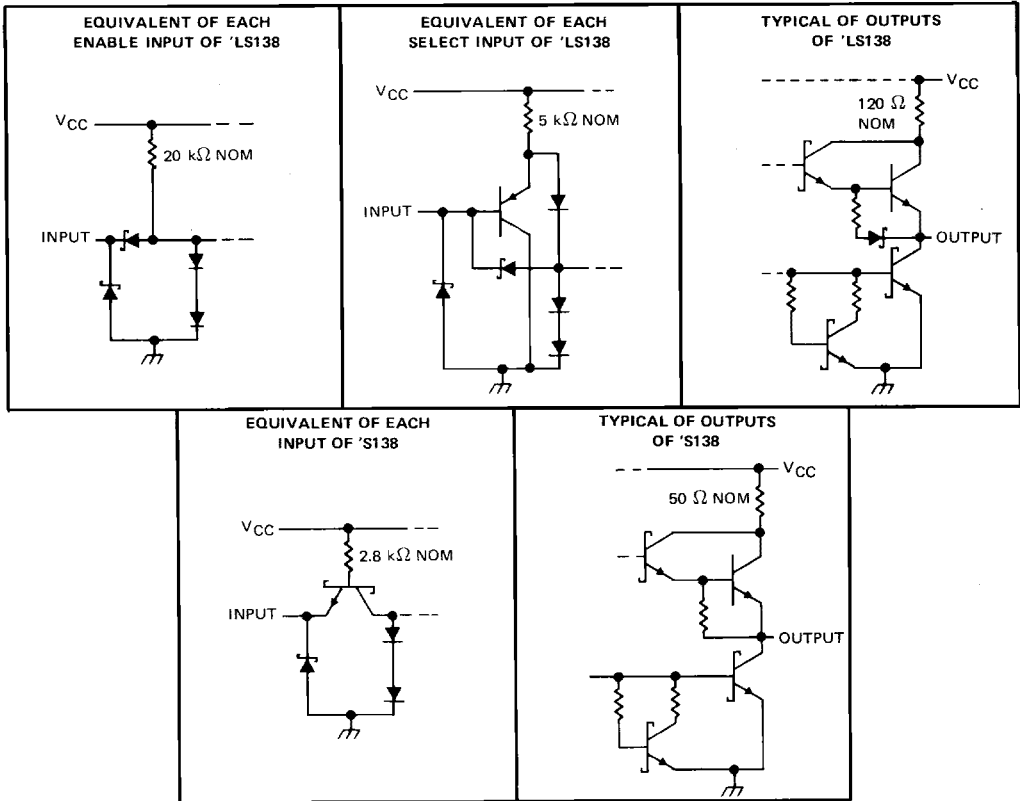 EQUIVALENT OF EACH
ENABLE INPUT OF 'LS138
VCC
20 kΩ NOM
INPUT
EQUIVALENT OF EACH
SELECT INPUT OF 'LS138
VCC
5 kΩ NOM
INPUT
TYPICAL OF OUTPUTS
OF 'LS138
VCC
120 Ω
NOM
OUTPUT
EQUIVALENT OF EACH
INPUT OF 'S138
VCC
2.8 kΩ NOM
INPUT
TYPICAL OF OUTPUTS
OF 'S138
VCC
50 Ω NOM
OUTPUT